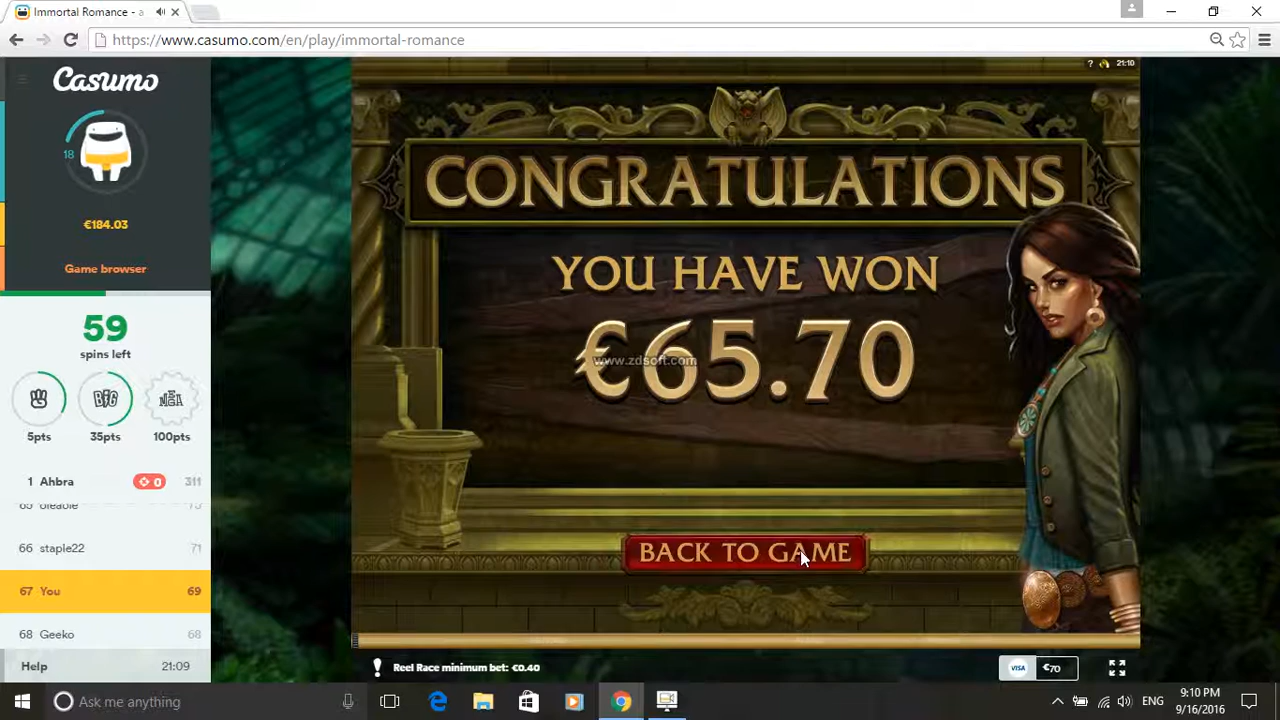 Immortal Romance - a
https://www.casumo.com/en/play/immortal-romance
Casumo
18
€184.03
Game browser
59
spins left
BIG
MEGA
5pts
35pts
100pts
1 Ahbra 0 311
66 staple22 71
67 You 69
68 Geeko 68
Help 21:09
? 21:10
CONGRATULATIONS
YOU HAVE WON
€65.70
www.zdsoft.com
BACK TO GAME
Reel Race minimum bet: €0.40
VISA €70
Ask me anything
ENG
9:10 PM
9/16/2016